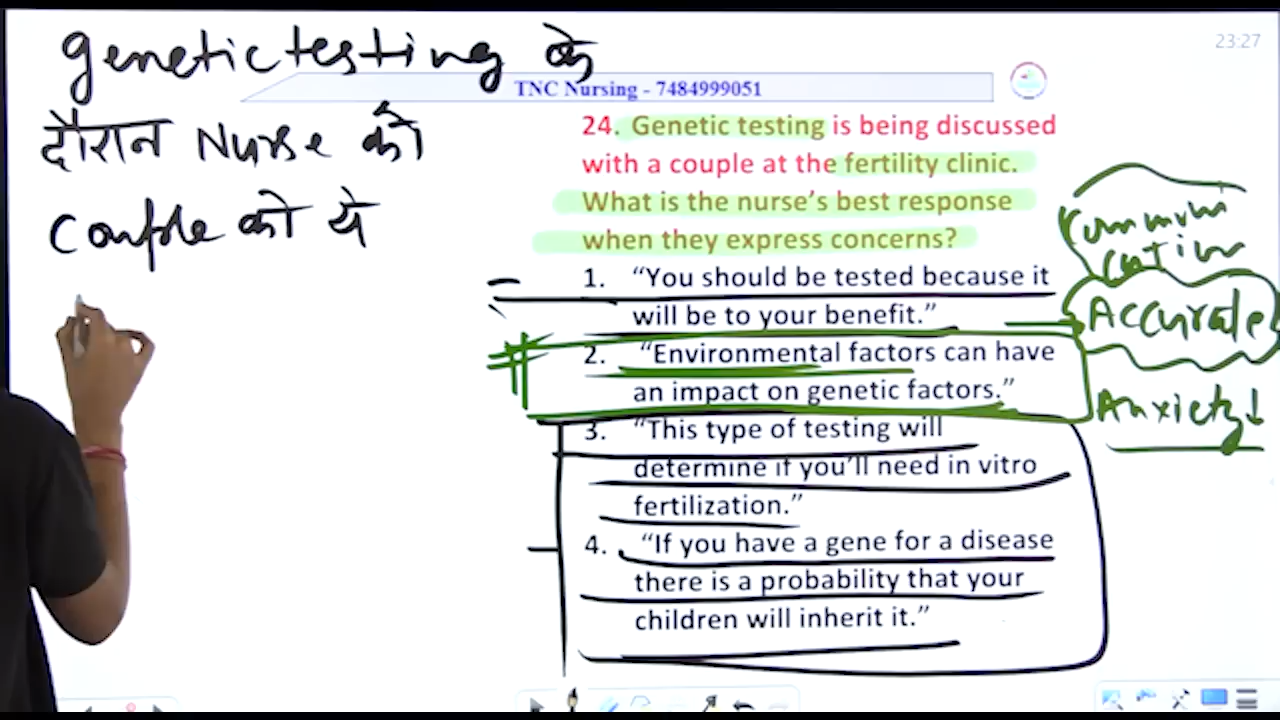 genetic testing के
दौरान Nurse को
Couple को ये
23:27
TNC Nursing - 7484999051
24. Genetic testing is being discussed
with a couple at the fertility clinic.
What is the nurse’s best response
when they express concerns?
1. “You should be tested because it
will be to your benefit.”
2. “Environmental factors can have
an impact on genetic factors.”
3. “This type of testing will
determine if you’ll need in vitro
fertilization.”
4. “If you have a gene for a disease
there is a probability that your
children will inherit it.”
Communi
cation
Accurate
Anxiety↓